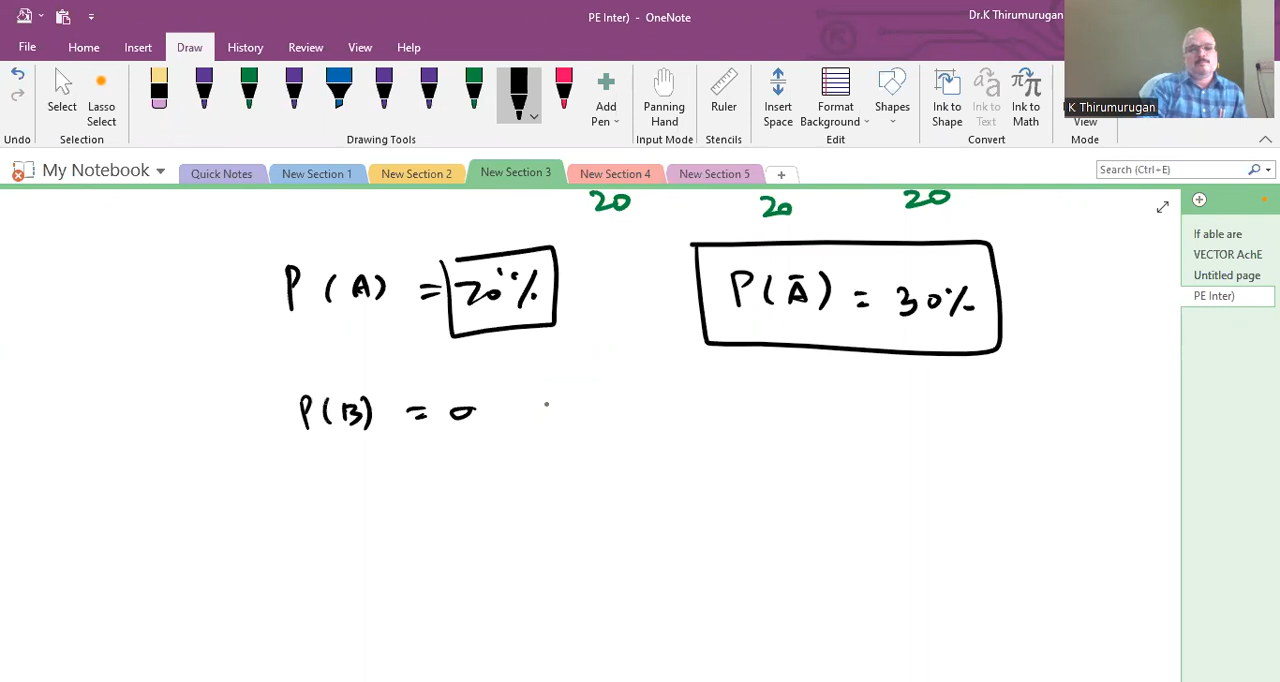 PE Inter) - OneNote
Dr.K Thirumurugan
File Home Insert Draw History Review View Help
Undo
Select
Lasso Select
Selection
Drawing Tools
Add Pen
Panning Hand
Input Mode
Ruler
Stencils
Insert Space
Format Background
Shapes
Edit
Ink to Shape
Ink to Text
Ink to Math
Convert
View
Mode
K Thirumurugan
My Notebook
Quick Notes
New Section 1
New Section 2
New Section 3
New Section 4
New Section 5
Search (Ctrl+E)
If able are
VECTOR AchE
Untitled page
PE Inter)
20 20 20
P(A) = 70%
P(Ā) = 30%
P(B) = 0